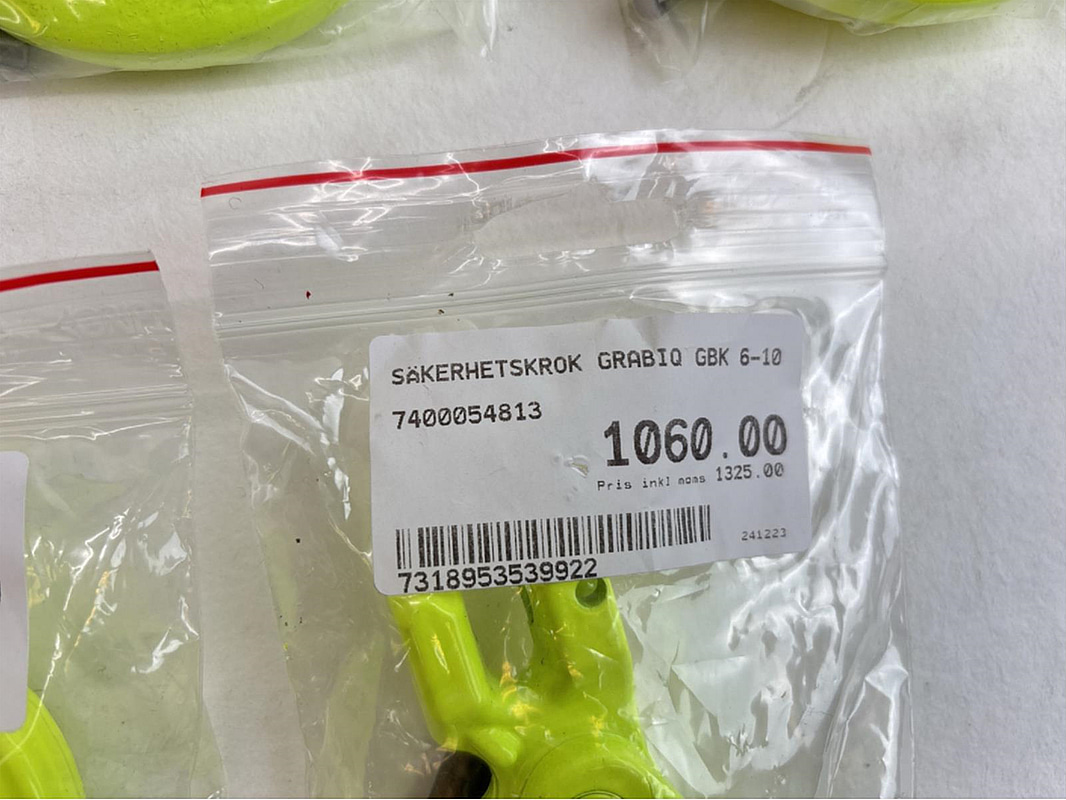 SÄKERHETSKROK GRABIQ GBK 6-10
7400054813
1060.00
Pris inkl moms 1325.00
241223
7318953539922